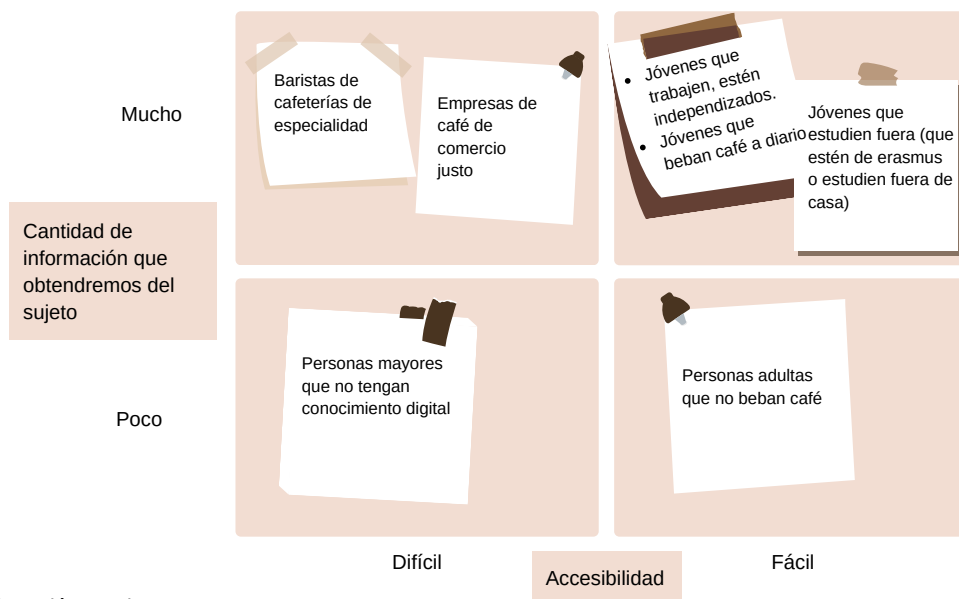 Mucho
Baristas de
cafeterías de
especialidad
Empresas de
café de
comercio
justo
• Jóvenes que
trabajen, estén
independizados.
• Jóvenes que
beban café a diario
Jóvenes que
estudien fuera (que
estén de erasmus
o estudien fuera de
casa)
Cantidad de
información que
obtendremos del
sujeto
Poco
Personas mayores
que no tengan
conocimiento digital
Personas adultas
que no beban café
Difícil
Accesibilidad
Fácil